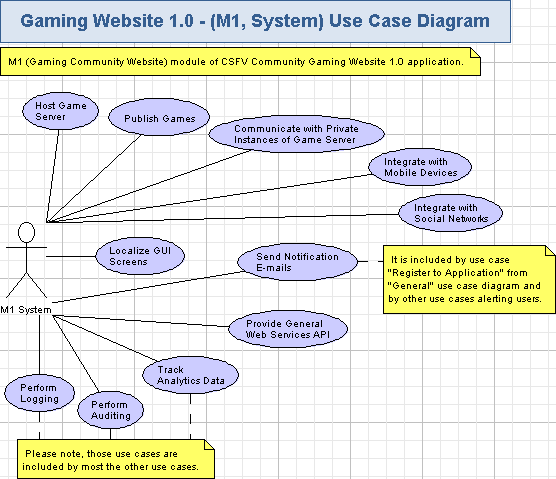 Gaming Website 1.0 - (M1, System) Use Case Diagram
M1 (Gaming Community Website) module of CSFV Community Gaming Website 1.0 application.
Host Game
Server
Publish Games
Communicate with Private
Instances of Game Server
Integrate with
Mobile Devices
Integrate with
Social Networks
Localize GUI
Screens
Send Notification
E-mails
It is included by use case
"Register to Application" from
"General" use case diagram and
by other use cases alerting users.
M1 System
Provide General
Web Services API
Track
Analytics Data
Perform
Logging
Perform
Auditing
Please note, those use cases are
included by most the other use cases.